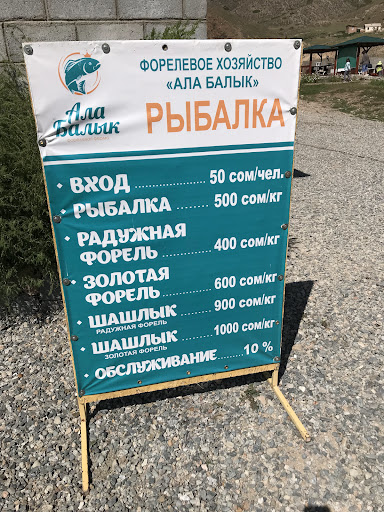 Ала
Балык
ФОРЕЛЕВОЕ ХОЗЯЙСТВО
«АЛА БАЛЫК»
РЫБАЛКА
• ВХОД .................. 50 сом/чел.
• РЫБАЛКА .......... 500 сом/кг
• РАДУЖНАЯ
ФОРЕЛЬ ............. 400 сом/кг
• ЗОЛОТАЯ
ФОРЕЛЬ ............. 600 сом/кг
• ШАШЛЫК ........... 900 сом/кг
РАДУЖНАЯ ФОРЕЛЬ
• ШАШЛЫК ........... 1000 сом/кг
ЗОЛОТАЯ ФОРЕЛЬ
• ОБСЛУЖИВАНИЕ ....... 10 %